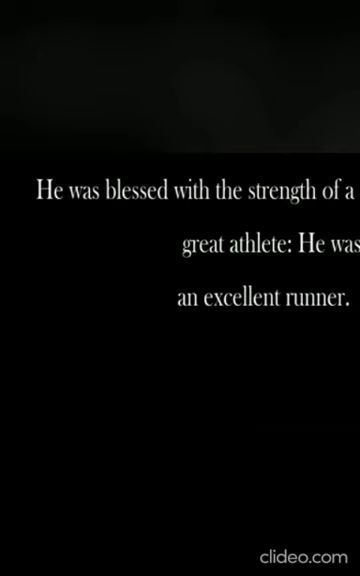 He was blessed with the strength of a
great athlete: He was
an excellent runner.
clideo.com